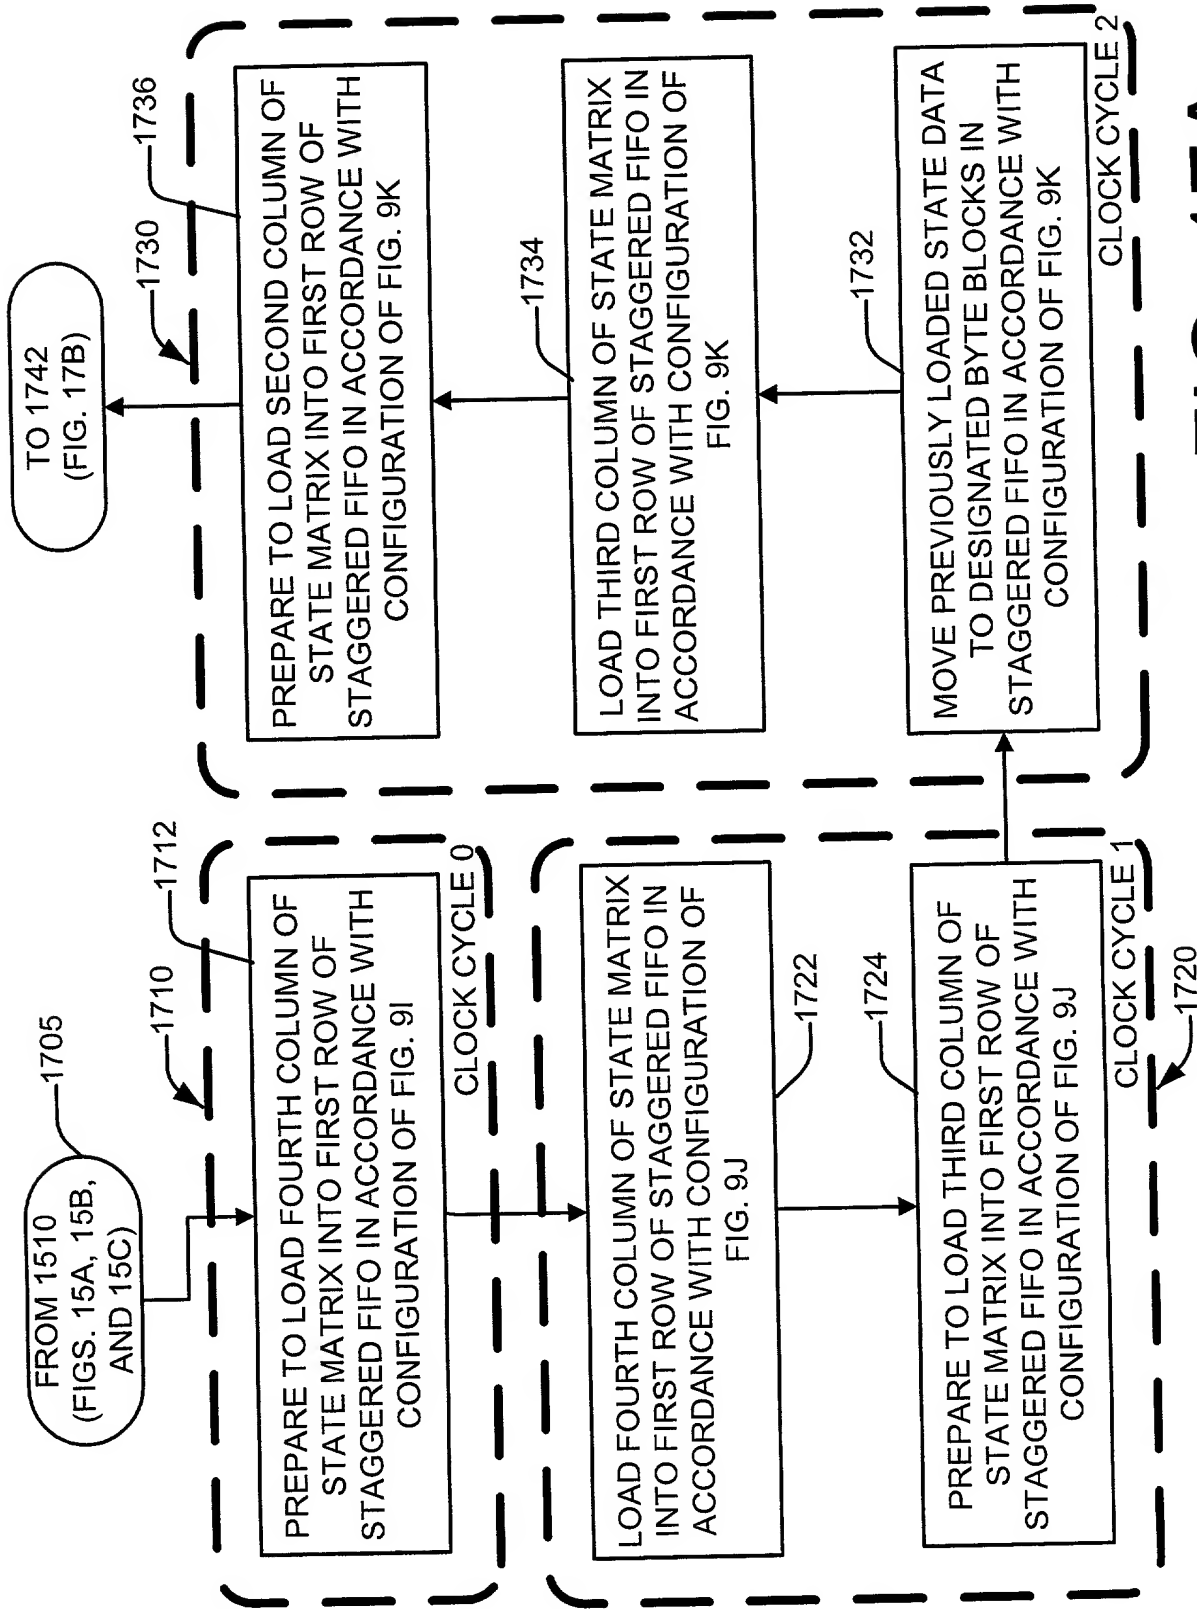 FROM 1510
(FIGS. 15A, 15B,
AND 15C)
1705
1710
1712
PREPARE TO LOAD FOURTH COLUMN OF
STATE MATRIX INTO FIRST ROW OF
STAGGERED FIFO IN ACCORDANCE WITH
CONFIGURATION OF FIG. 9I
CLOCK CYCLE 0
LOAD FOURTH COLUMN OF STATE MATRIX
INTO FIRST ROW OF STAGGERED FIFO IN
ACCORDANCE WITH CONFIGURATION OF
FIG. 9J
1722
1724
PREPARE TO LOAD THIRD COLUMN OF
STATE MATRIX INTO FIRST ROW OF
STAGGERED FIFO IN ACCORDANCE WITH
CONFIGURATION OF FIG. 9J
CLOCK CYCLE 1
1720
TO 1742
(FIG. 17B)
1730
1736
PREPARE TO LOAD SECOND COLUMN OF
STATE MATRIX INTO FIRST ROW OF
STAGGERED FIFO IN ACCORDANCE WITH
CONFIGURATION OF FIG. 9K
1734
LOAD THIRD COLUMN OF STATE MATRIX
INTO FIRST ROW OF STAGGERED FIFO IN
ACCORDANCE WITH CONFIGURATION OF
FIG. 9K
1732
MOVE PREVIOUSLY LOADED STATE DATA
TO DESIGNATED BYTE BLOCKS IN
STAGGERED FIFO IN ACCORDANCE WITH
CONFIGURATION OF FIG. 9K
CLOCK CYCLE 2